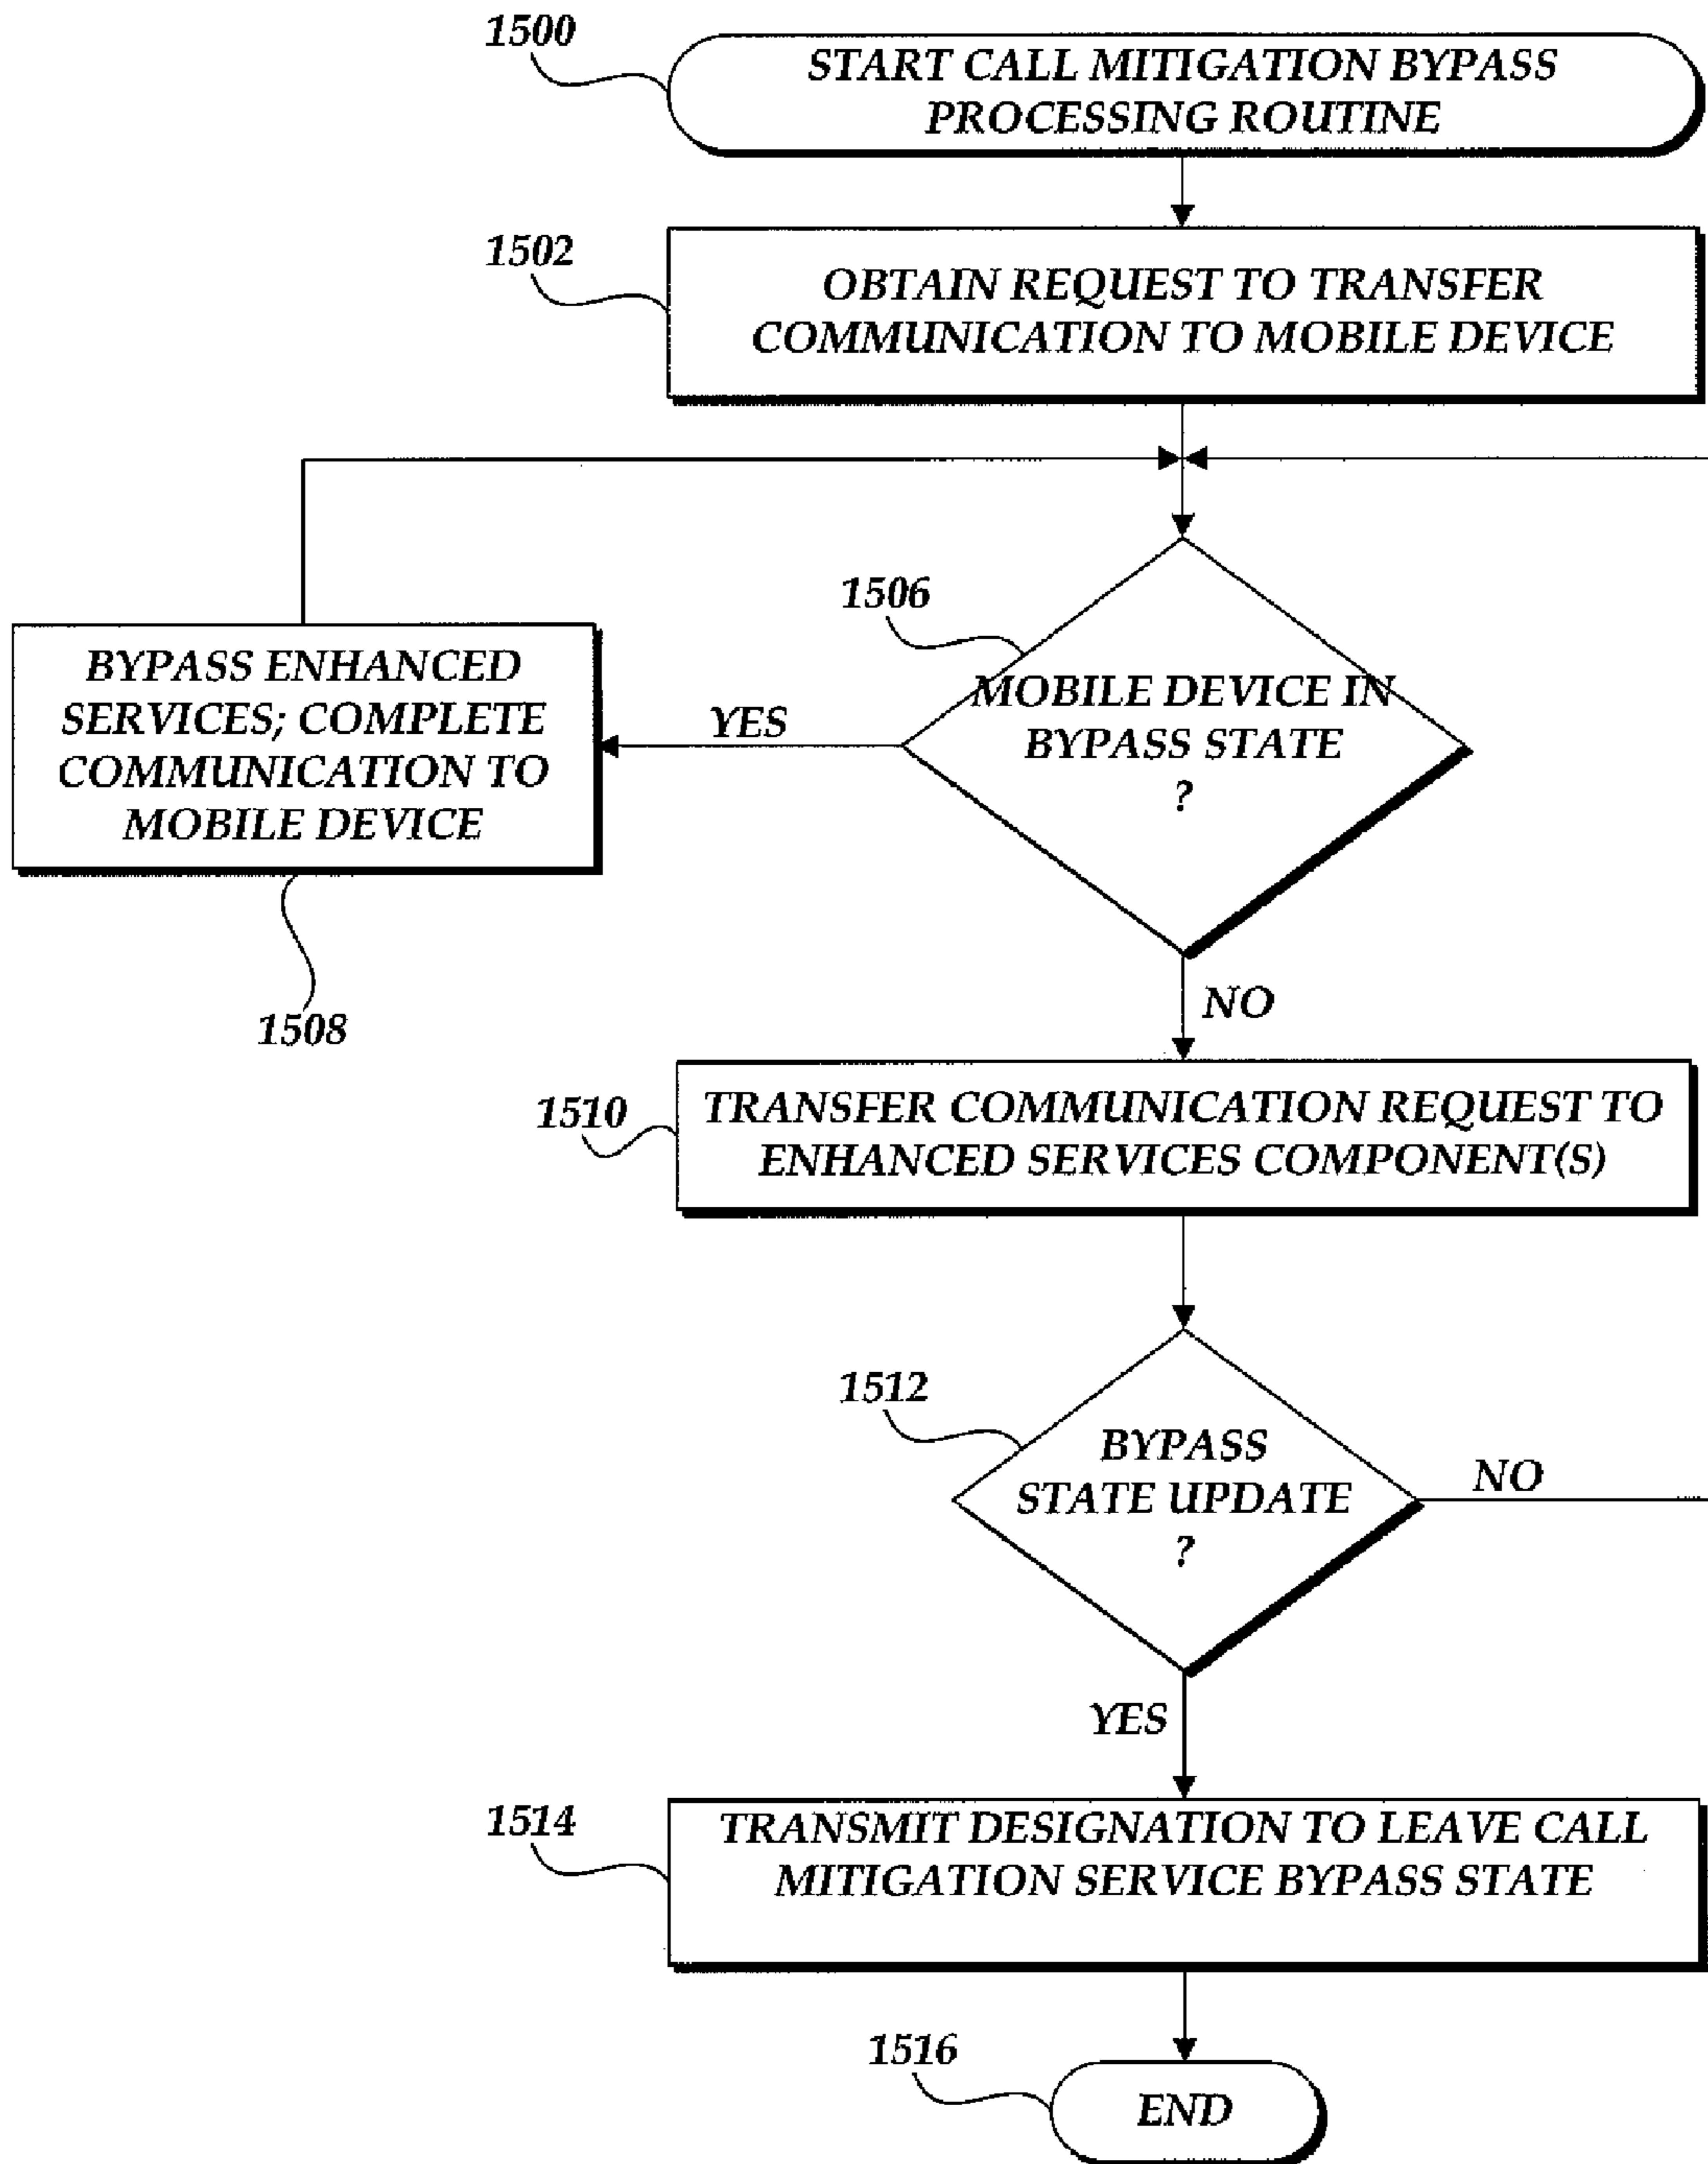 1500
START CALL MITIGATION BYPASS
PROCESSING ROUTINE
1502
OBTAIN REQUEST TO TRANSFER
COMMUNICATION TO MOBILE DEVICE
1506
MOBILE DEVICE IN
BYPASS STATE
?
YES
BYPASS ENHANCED
SERVICES; COMPLETE
COMMUNICATION TO
MOBILE DEVICE
1508
NO
1510
TRANSFER COMMUNICATION REQUEST TO
ENHANCED SERVICES COMPONENT(S)
1512
BYPASS
STATE UPDATE
?
NO
YES
1514
TRANSMIT DESIGNATION TO LEAVE CALL
MITIGATION SERVICE BYPASS STATE
1516
END